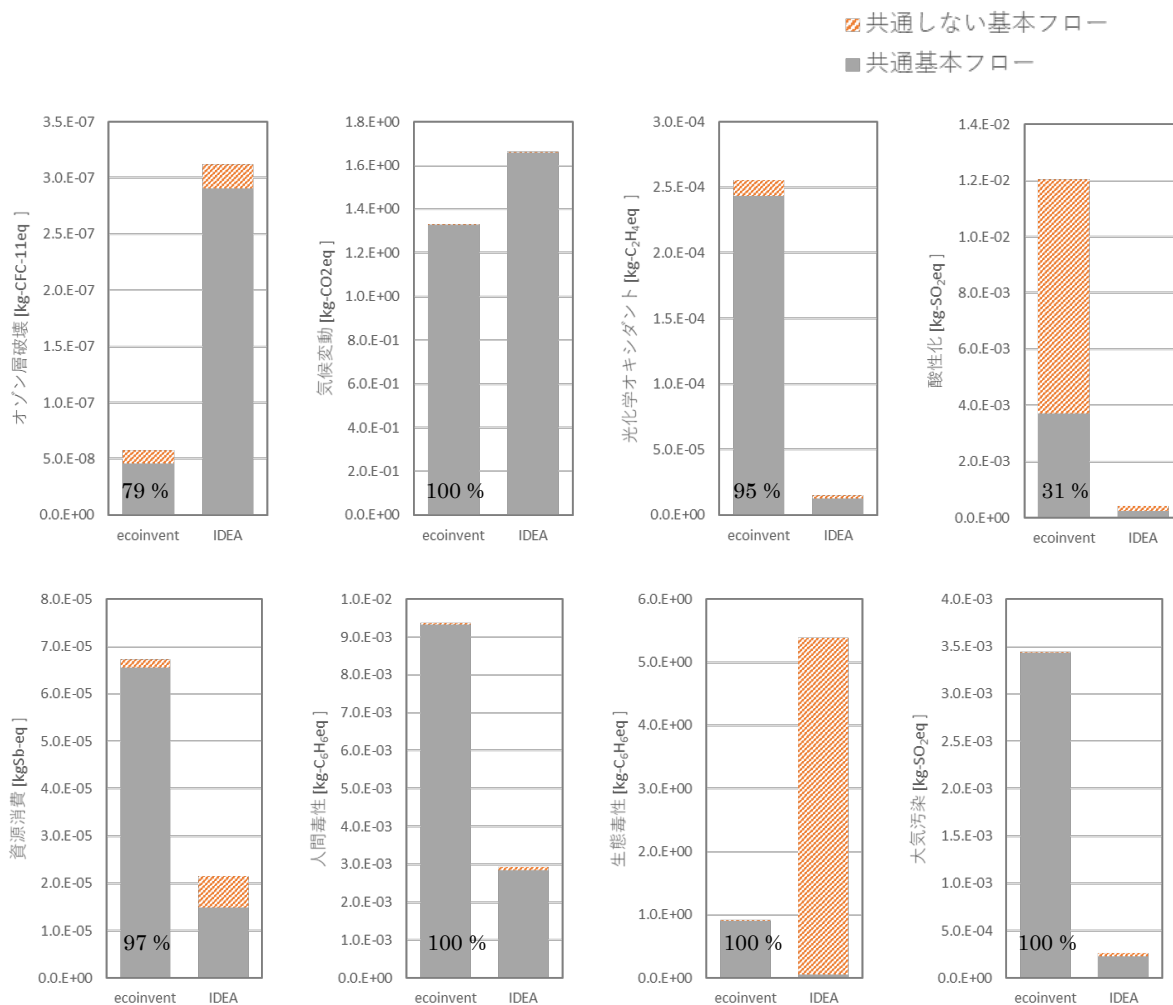 共通しない基本フロー
共通基本フロー
オゾン層破壊 [kg-CFC-11eq ]
3.5.E-07
3.0.E-07
2.5.E-07
2.0.E-07
1.5.E-07
1.0.E-07
5.0.E-08
0.0.E+00
79 %
ecoinvent IDEA
気候変動 [kg-CO2eq ]
1.8.E+00
1.6.E+00
1.4.E+00
1.2.E+00
1.0.E+00
8.0.E-01
6.0.E-01
4.0.E-01
2.0.E-01
0.0.E+00
100 %
ecoinvent IDEA
光化学オキシダント [kg-C₂H₄eq ]
3.0.E-04
2.5.E-04
2.0.E-04
1.5.E-04
1.0.E-04
5.0.E-05
0.0.E+00
95 %
ecoinvent IDEA
酸性化 [kg-SO₂eq ]
1.4.E-02
1.2.E-02
1.0.E-02
8.0.E-03
6.0.E-03
4.0.E-03
2.0.E-03
0.0.E+00
31 %
ecoinvent IDEA
資源消費 [kgSb-eq ]
8.0.E-05
7.0.E-05
6.0.E-05
5.0.E-05
4.0.E-05
3.0.E-05
2.0.E-05
1.0.E-05
0.0.E+00
97 %
ecoinvent IDEA
人間毒性 [kg-C₆H₆eq ]
1.0.E-02
9.0.E-03
8.0.E-03
7.0.E-03
6.0.E-03
5.0.E-03
4.0.E-03
3.0.E-03
2.0.E-03
1.0.E-03
0.0.E+00
100 %
ecoinvent IDEA
生態毒性 [kg-C₆H₆eq ]
6.0.E+00
5.0.E+00
4.0.E+00
3.0.E+00
2.0.E+00
1.0.E+00
0.0.E+00
100 %
ecoinvent IDEA
大気汚染 [kg-SO₂eq ]
4.0.E-03
3.5.E-03
3.0.E-03
2.5.E-03
2.0.E-03
1.5.E-03
1.0.E-03
5.0.E-04
0.0.E+00
100 %
ecoinvent IDEA